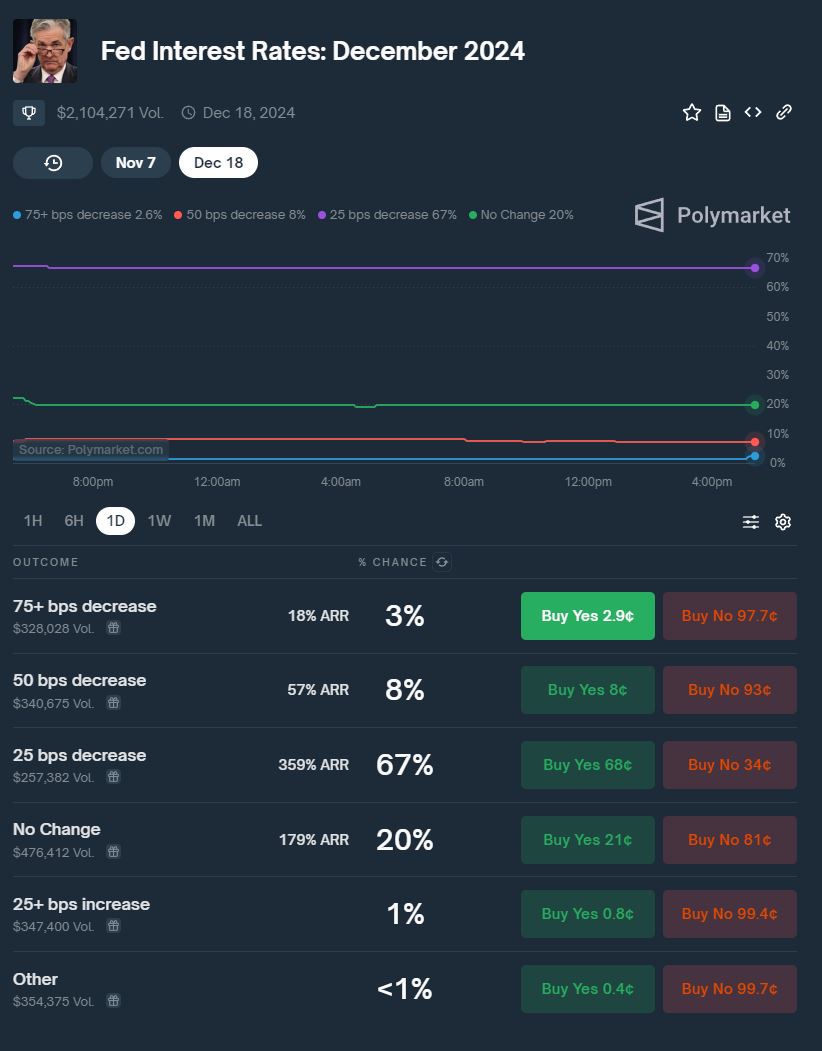 Fed Interest Rates: December 2024
$2,104,271 Vol. Dec 18, 2024
Nov 7 Dec 18
75+ bps decrease 2.6% 50 bps decrease 8% 25 bps decrease 67% No Change 20%
Polymarket
70%
60%
50%
40%
30%
20%
10%
0%
Source: Polymarket.com
8:00pm 12:00am 4:00am 8:00am 12:00pm 4:00pm
1H 6H 1D 1W 1M ALL
OUTCOME % CHANCE
75+ bps decrease
$328,028 Vol.
18% ARR 3% Buy Yes 2.9¢ Buy No 97.7¢
50 bps decrease
$340,675 Vol.
57% ARR 8% Buy Yes 8¢ Buy No 93¢
25 bps decrease
$257,382 Vol.
359% ARR 67% Buy Yes 68¢ Buy No 34¢
No Change
$476,412 Vol.
179% ARR 20% Buy Yes 21¢ Buy No 81¢
25+ bps increase
$347,400 Vol.
1% Buy Yes 0.8¢ Buy No 99.4¢
Other
$354,375 Vol.
<1% Buy Yes 0.4¢ Buy No 99.7¢